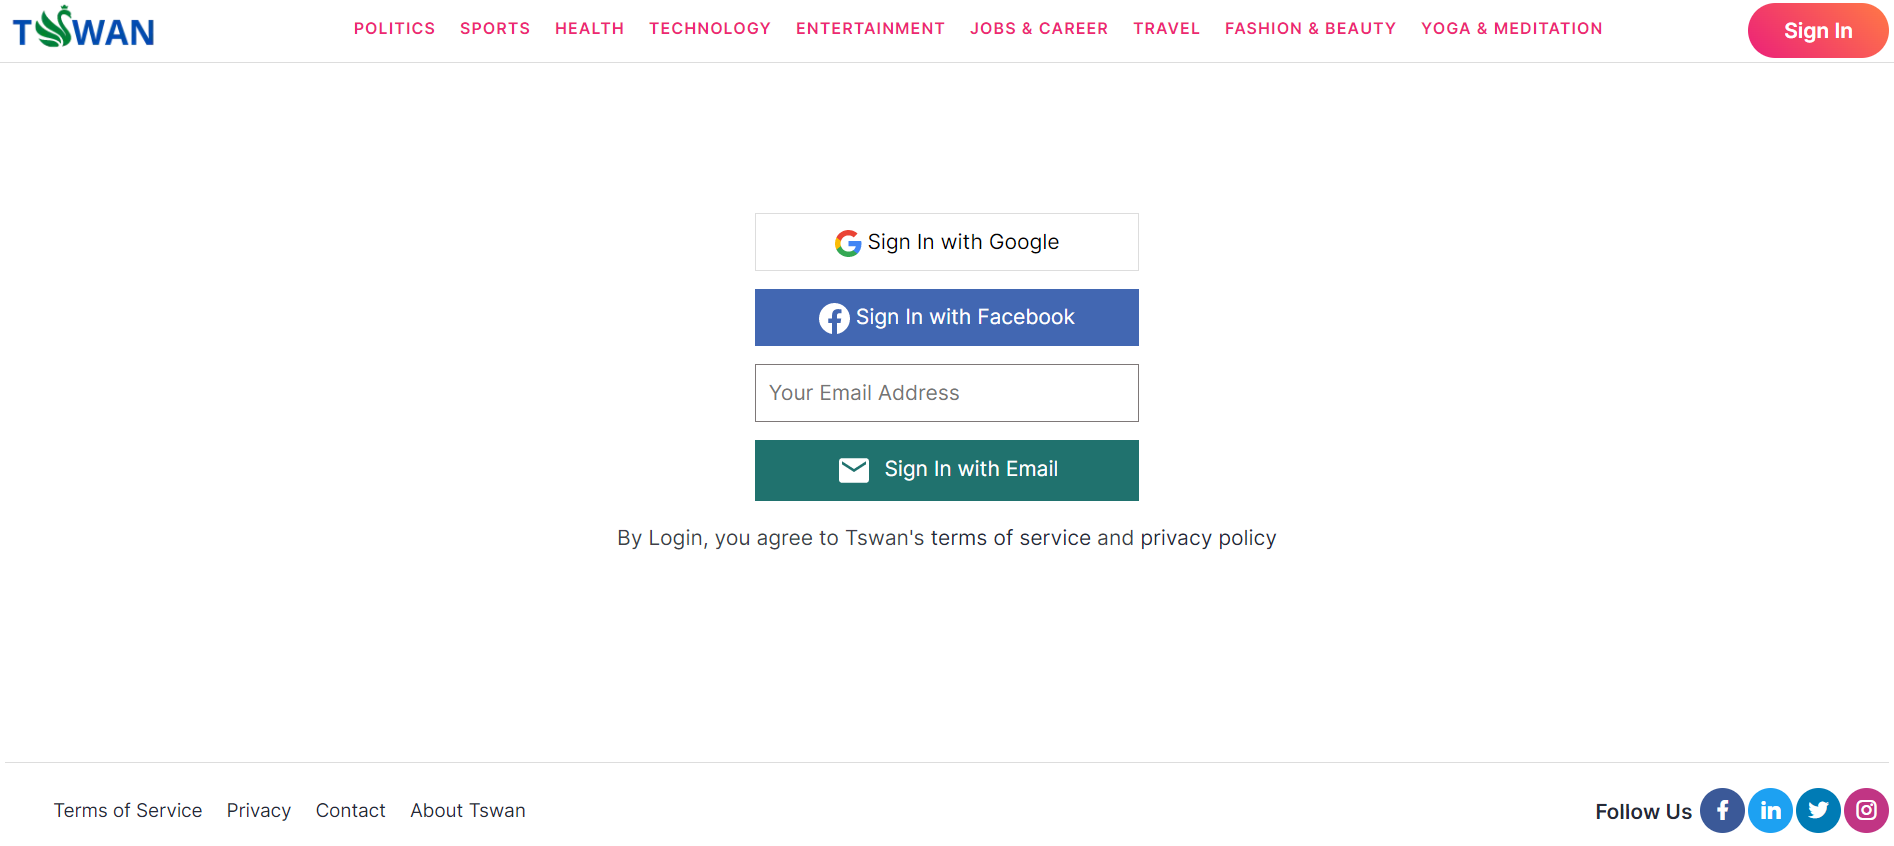 TSWAN
POLITICS SPORTS HEALTH TECHNOLOGY ENTERTAINMENT JOBS & CAREER TRAVEL FASHION & BEAUTY YOGA & MEDITATION Sign In
Sign In with Google
Sign In with Facebook
Your Email Address
Sign In with Email
By Login, you agree to Tswan's terms of service and privacy policy
Terms of Service Privacy Contact About Tswan Follow Us